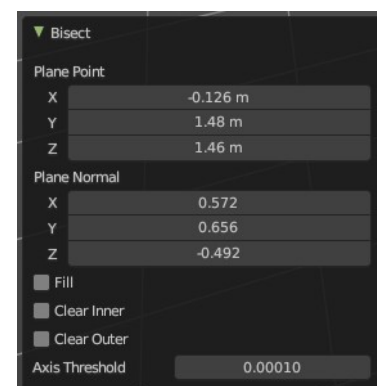 Bisect
Plane Point
X -0.126 m
Y 1.48 m
Z 1.46 m
Plane Normal
X 0.572
Y 0.656
Z -0.492
Fill
Clear Inner
Clear Outer
Axis Threshold 0.00010